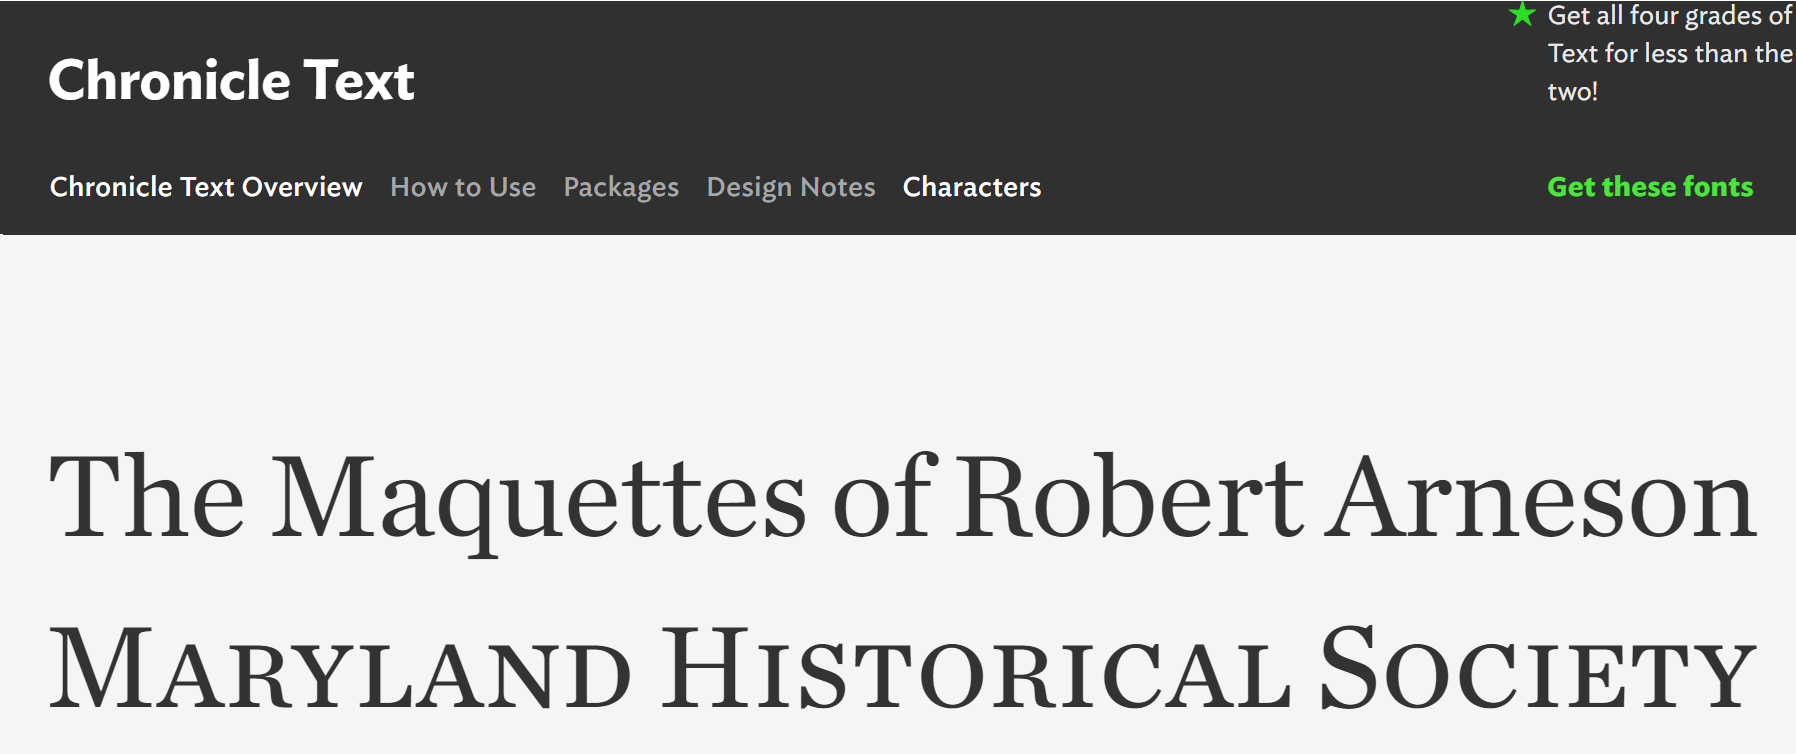 ★ Get all four grades of
Text for less than the
two!
Chronicle Text
Chronicle Text Overview How to Use Packages Design Notes Characters Get these fonts
The Maquettes of Robert Arneson
MARYLAND HISTORICAL SOCIETY